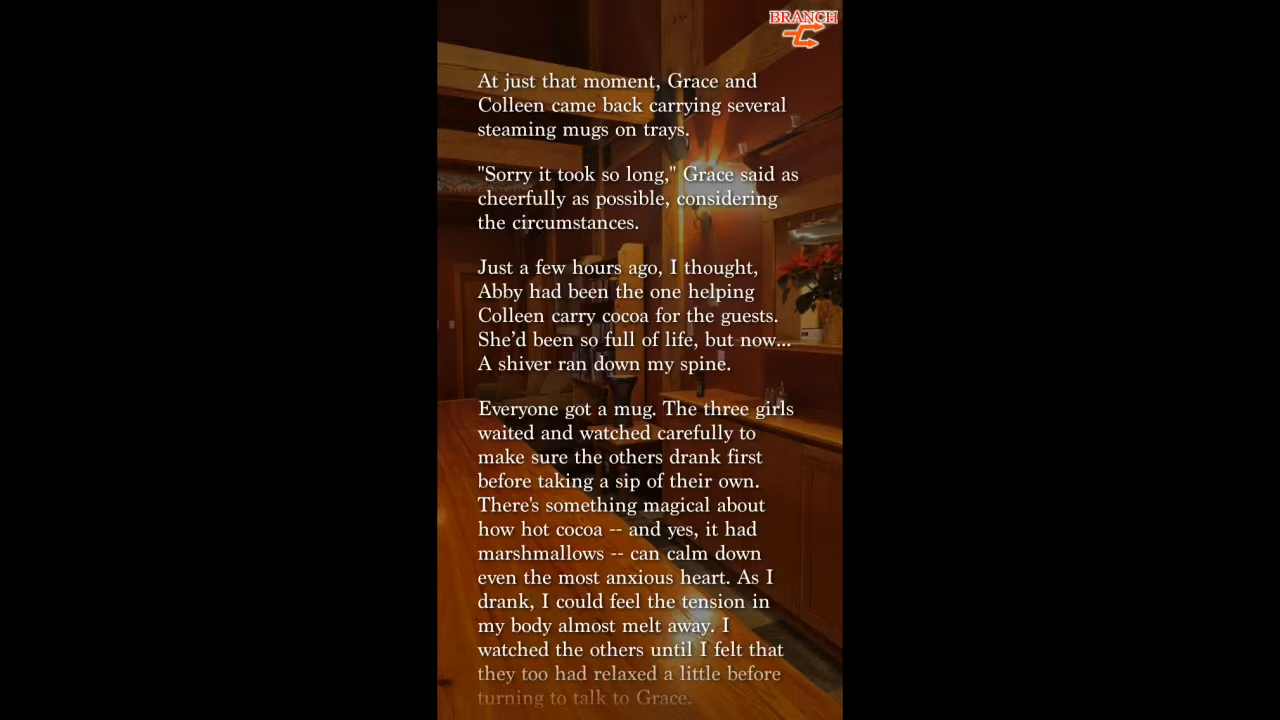 BRANCH
At just that moment, Grace and
Colleen came back carrying several
steaming mugs on trays.
"Sorry it took so long," Grace said as
cheerfully as possible, considering
the circumstances.
Just a few hours ago, I thought,
Abby had been the one helping
Colleen carry cocoa for the guests.
She’d been so full of life, but now...
A shiver ran down my spine.
Everyone got a mug. The three girls
waited and watched carefully to
make sure the others drank first
before taking a sip of their own.
There's something magical about
how hot cocoa -- and yes, it had
marshmallows -- can calm down
even the most anxious heart. As I
drank, I could feel the tension in
my body almost melt away. I
watched the others until I felt that
they too had relaxed a little before
turning to talk to Grace.